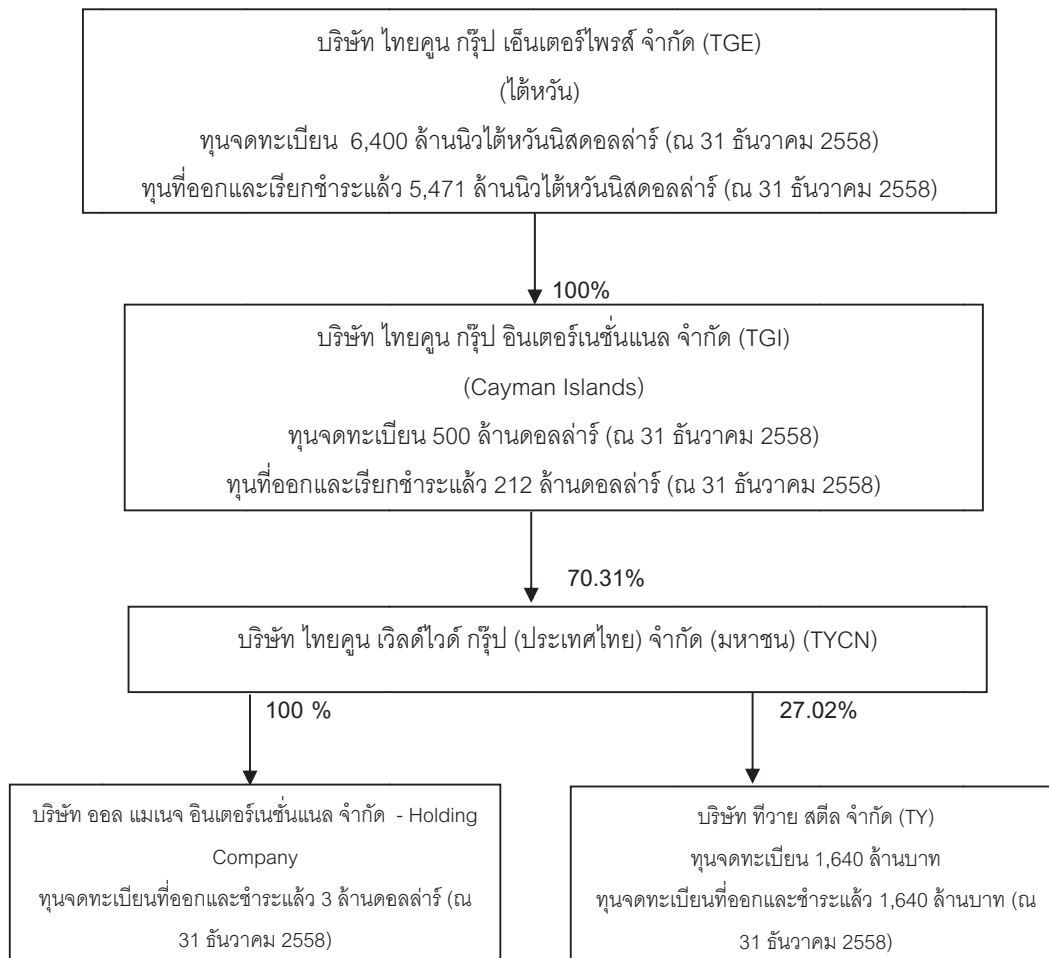 บริษัท ไทยคูน กรุ๊ป เอ็นเตอร์ไพรส์ จำกัด (TGE)
(ไต้หวัน)
ทุนจดทะเบียน 6,400 ล้านนิวไต้หวันนิสดอลล่าร์ (ณ 31 ธันวาคม 2558)
ทุนที่ออกและเรียกชำระแล้ว 5,471 ล้านนิวไต้หวันนิสดอลล่าร์ (ณ 31 ธันวาคม 2558)
100%
บริษัท ไทยคูน กรุ๊ป อินเตอร์เนชั่นแนล จำกัด (TGI)
(Cayman Islands)
ทุนจดทะเบียน 500 ล้านดอลล่าร์ (ณ 31 ธันวาคม 2558)
ทุนที่ออกและเรียกชำระแล้ว 212 ล้านดอลล่าร์ (ณ 31 ธันวาคม 2558)
70.31%
บริษัท ไทยคูน เวิลด์ไวด์ กรุ๊ป (ประเทศไทย) จำกัด (มหาชน) (TYCN)
100 %
27.02%
บริษัท ออล แมเนจ อินเตอร์เนชั่นแนล จำกัด - Holding
Company
ทุนจดทะเบียนที่ออกและชำระแล้ว 3 ล้านดอลล่าร์ (ณ
31 ธันวาคม 2558)
บริษัท ทีวาย สตีล จำกัด (TY)
ทุนจดทะเบียน 1,640 ล้านบาท
ทุนจดทะเบียนที่ออกและชำระแล้ว 1,640 ล้านบาท (ณ
31 ธันวาคม 2558)